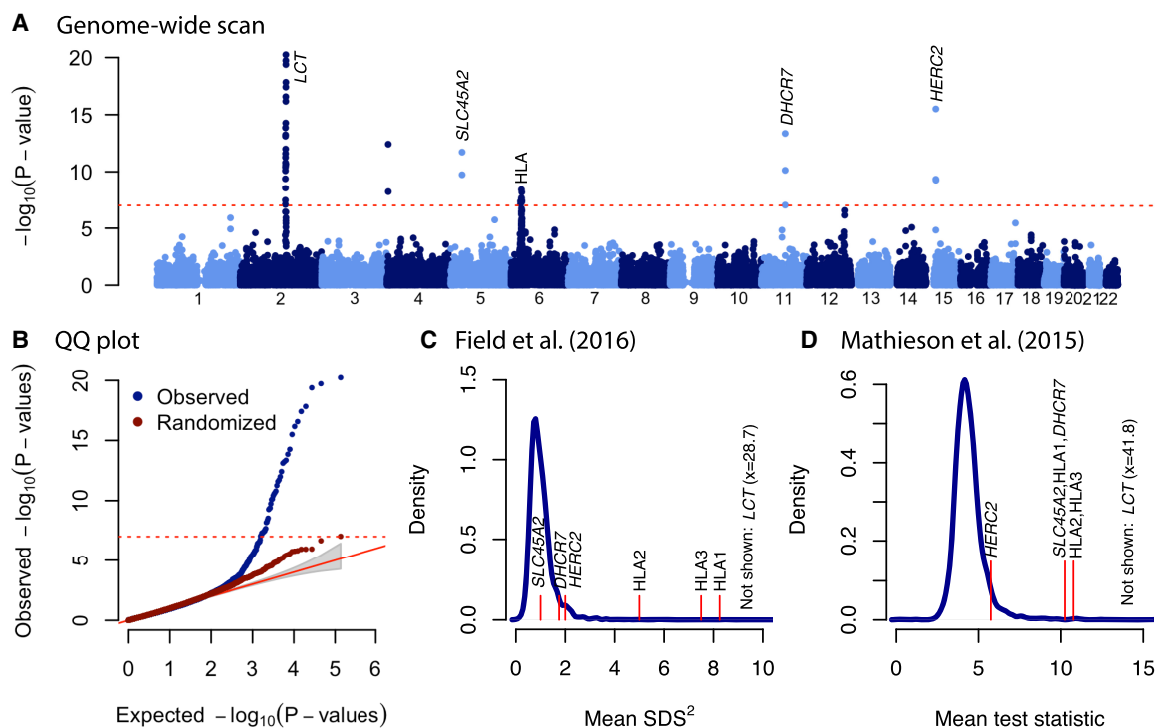 A Genome-wide scan
−log10(P − value)
20
15
10
5
0
LCT
SLC45A2
HLA
DHCR7
HERC2
1 2 3 4 5 6 7 8 9 10 11 12 13 14 15 16 17 18 19 20 21 22
B QQ plot
Observed −log10(P − values)
20
15
10
5
0
Observed
Randomized
0 1 2 3 4 5 6
Expected −log10(P − values)
C Field et al. (2016)
Density
1.5
1.0
0.5
0.0
SLC45A2
DHCR7
HERC2
HLA2
HLA3
HLA1
Not shown: LCT (x=28.7)
0 2 4 6 8 10
Mean SDS2
D Mathieson et al. (2015)
Density
0.6
0.4
0.2
0.0
HERC2
SLC45A2,HLA1,DHCR7
HLA2,HLA3
Not shown: LCT (x=41.8)
0 5 10 15
Mean test statistic